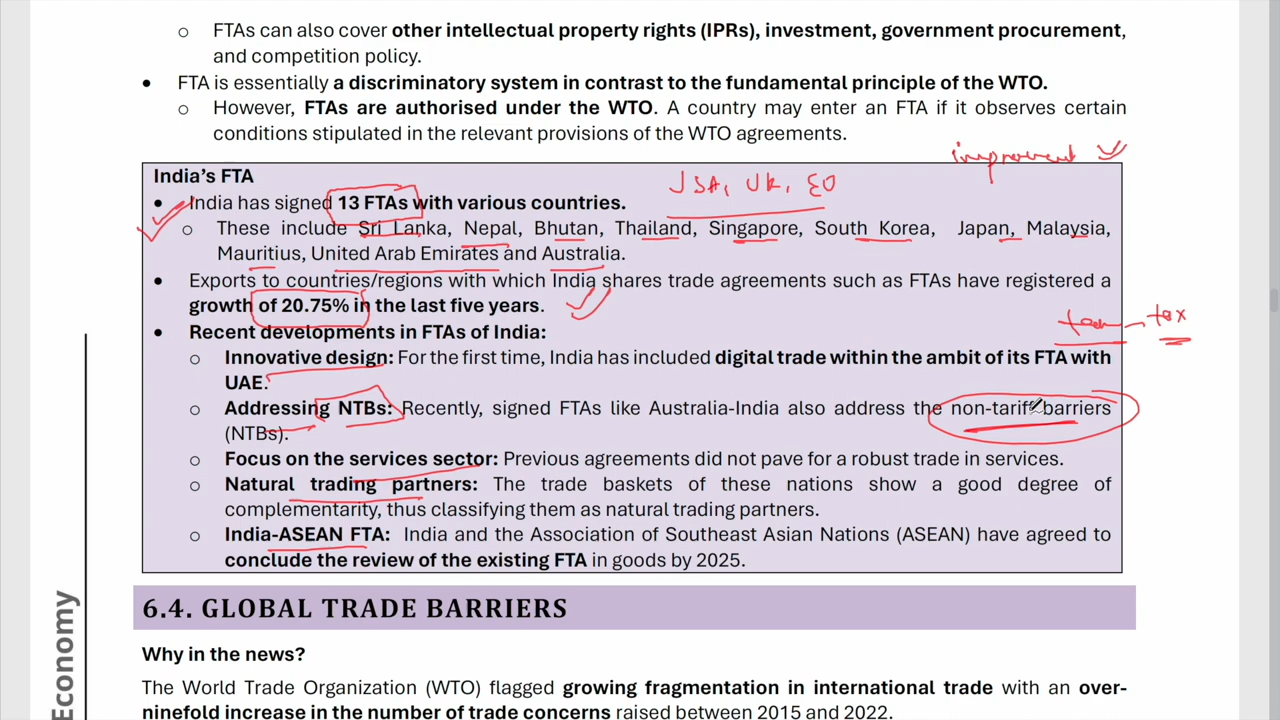 ○ FTAs can also cover other intellectual property rights (IPRs), investment, government procurement,
and competition policy.
• FTA is essentially a discriminatory system in contrast to the fundamental principle of the WTO.
○ However, FTAs are authorised under the WTO. A country may enter an FTA if it observes certain
conditions stipulated in the relevant provisions of the WTO agreements.
India's FTA
• India has signed 13 FTAs with various countries.
USA, UK, EU
○ These include Sri Lanka, Nepal, Bhutan, Thailand, Singapore, South Korea, Japan, Malaysia,
Mauritius, United Arab Emirates and Australia.
• Exports to countries/regions with which India shares trade agreements such as FTAs have registered a
growth of 20.75% in the last five years.
• Recent developments in FTAs of India:
tax
○ Innovative design: For the first time, India has included digital trade within the ambit of its FTA with
UAE.
○ Addressing NTBs: Recently, signed FTAs like Australia-India also address the non-tariff barriers
(NTBs).
○ Focus on the services sector: Previous agreements did not pave for a robust trade in services.
○ Natural trading partners: The trade baskets of these nations show a good degree of
complementarity, thus classifying them as natural trading partners.
○ India-ASEAN FTA: India and the Association of Southeast Asian Nations (ASEAN) have agreed to
conclude the review of the existing FTA in goods by 2025.
Economy
6.4. GLOBAL TRADE BARRIERS
Why in the news?
The World Trade Organization (WTO) flagged growing fragmentation in international trade with an over-
ninefold increase in the number of trade concerns raised between 2015 and 2022.